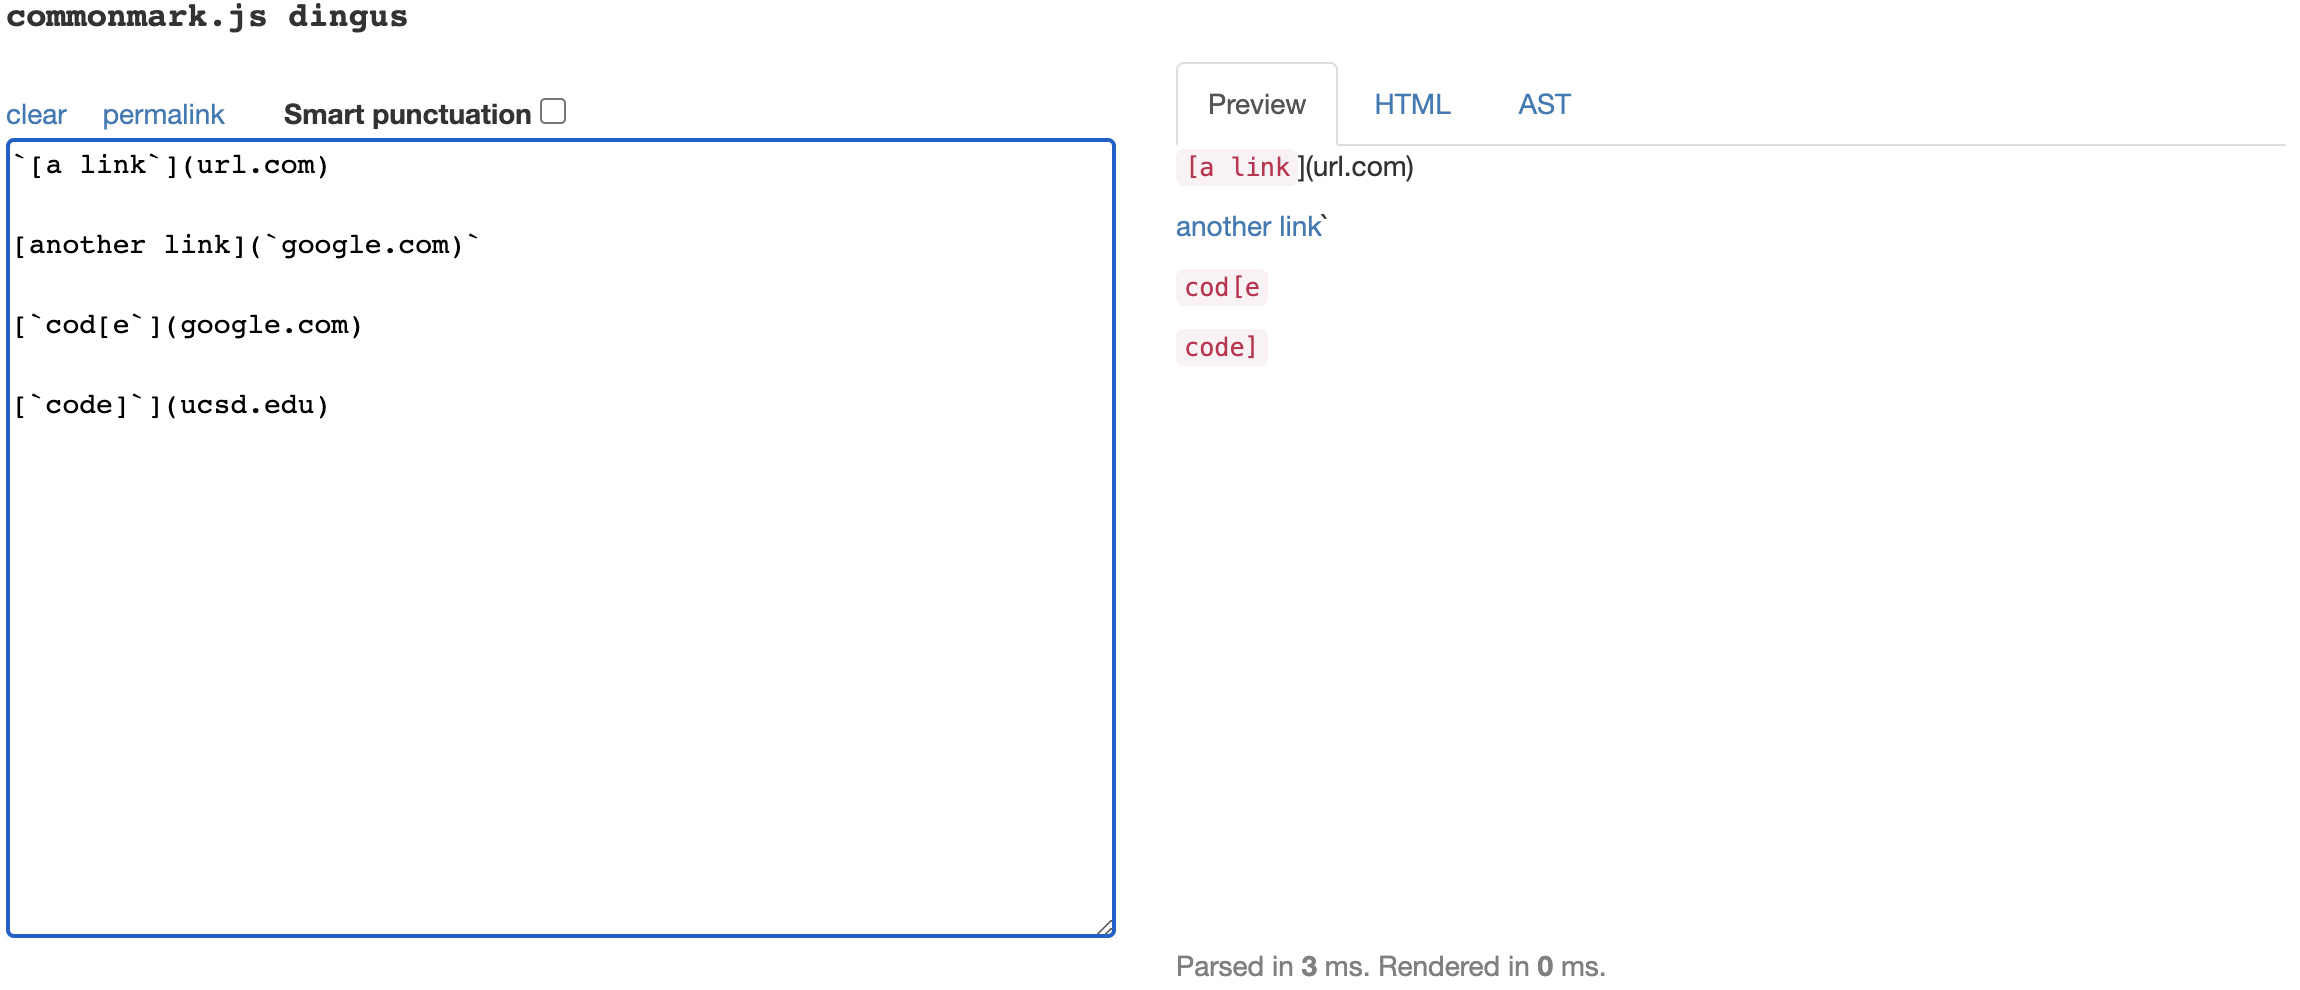 commonmark.js dingus
clear permalink Smart punctuation
`[a link`](url.com)
[another link](`google.com)`
[`cod[e`](google.com)
[`code]`](ucsd.edu)
Preview HTML AST
[a link](url.com)
another link`
cod[e
code]
Parsed in 3 ms. Rendered in 0 ms.